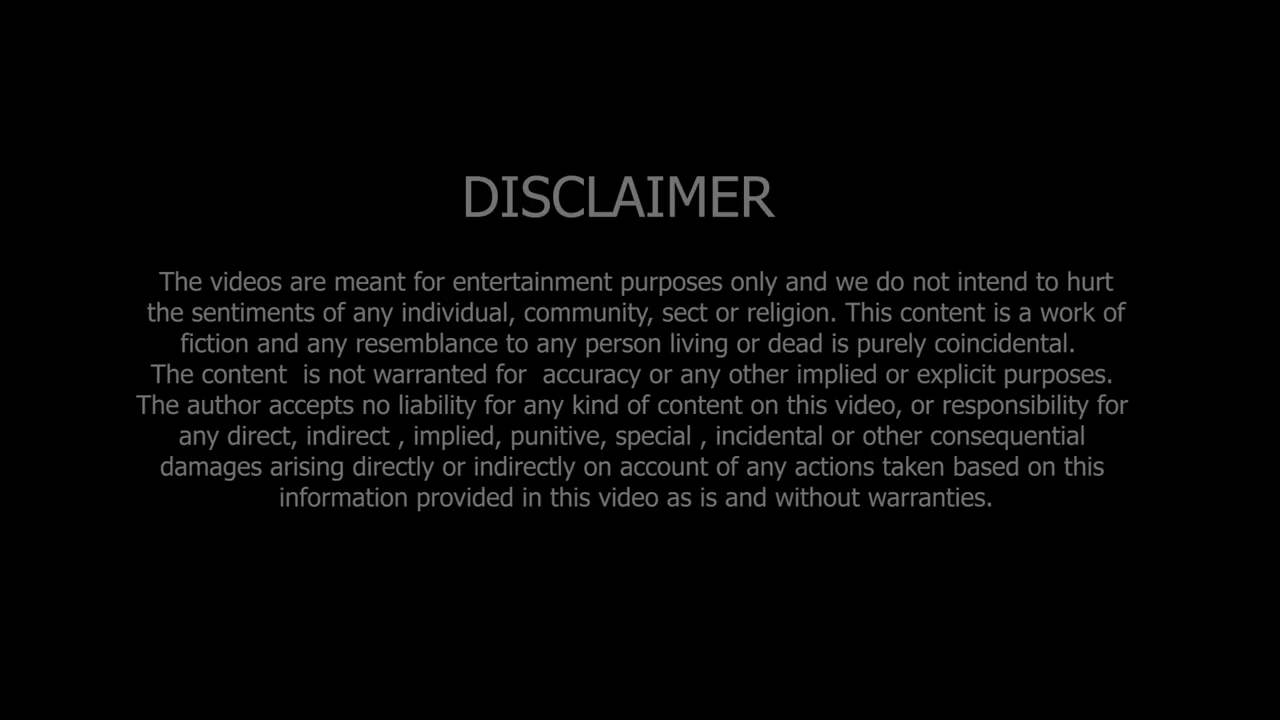 DISCLAIMER
The videos are meant for entertainment purposes only and we do not intend to hurt
the sentiments of any individual, community, sect or religion. This content is a work of
fiction and any resemblance to any person living or dead is purely coincidental.
The content  is not warranted for  accuracy or any other implied or explicit purposes.
The author accepts no liability for any kind of content on this video, or responsibility for
any direct, indirect , implied, punitive, special , incidental or other consequential
damages arising directly or indirectly on account of any actions taken based on this
information provided in this video as is and without warranties.